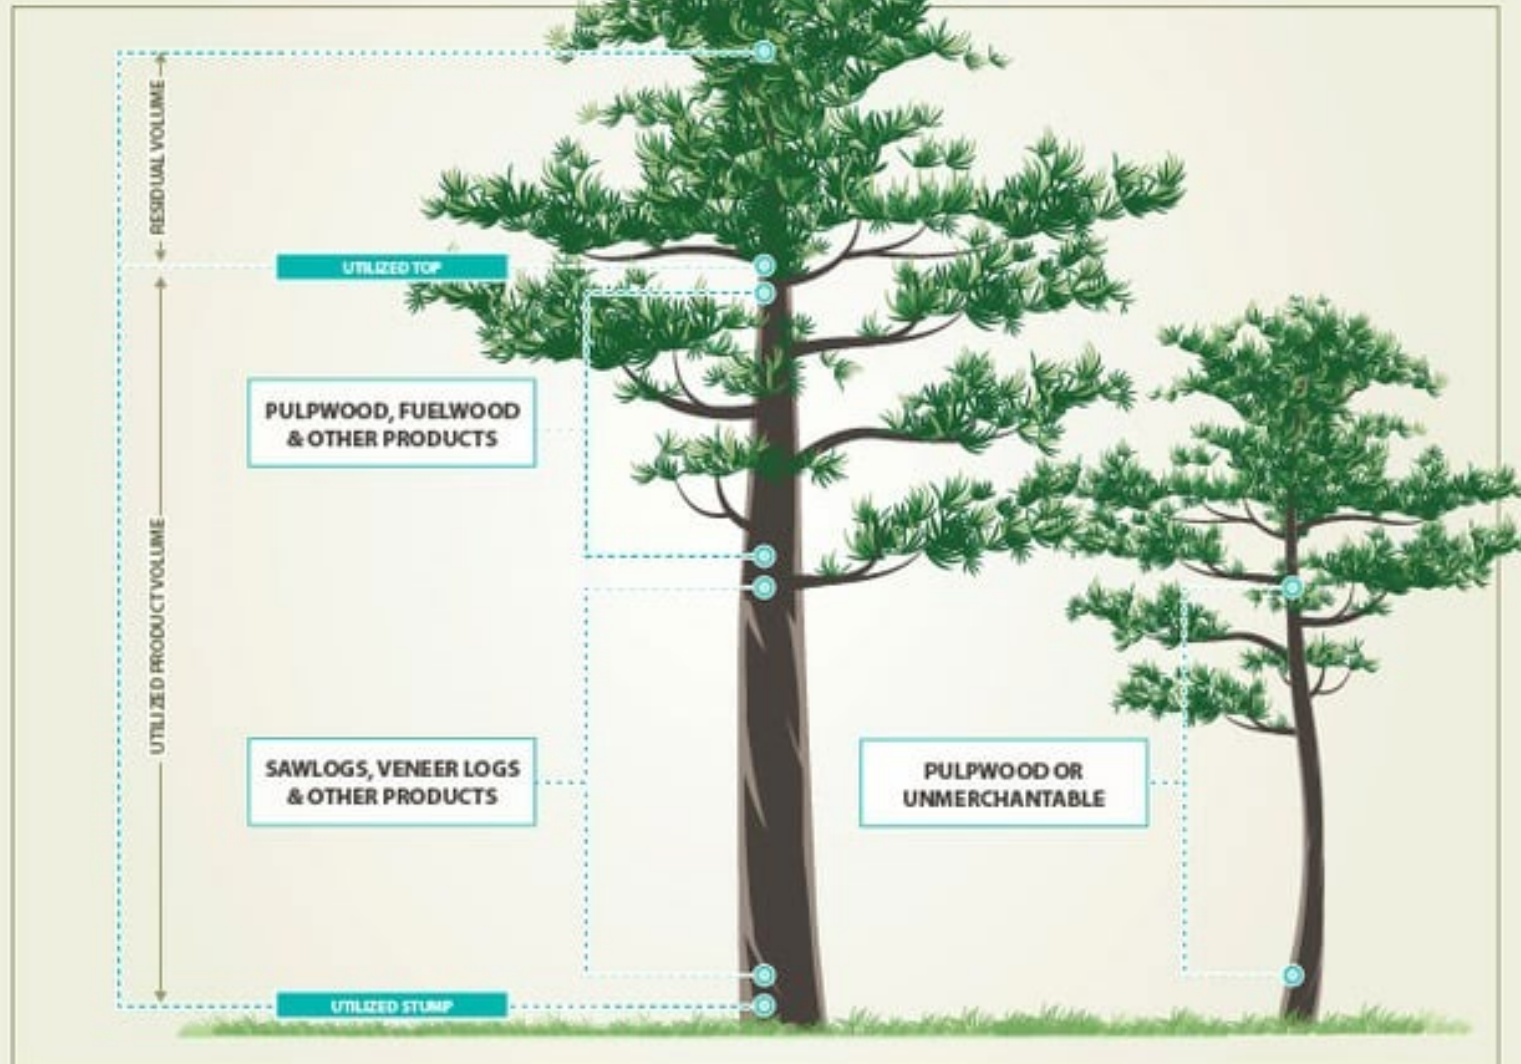 RESIDUAL VOLUME
UTILIZED TOP
PULPWOOD, FUELWOOD
& OTHER PRODUCTS
UTILIZED PRODUCT VOLUME
SAWLOGS, VENEER LOGS
& OTHER PRODUCTS
PULPWOOD OR
UNMERCHANTABLE
UTILIZED STUMP